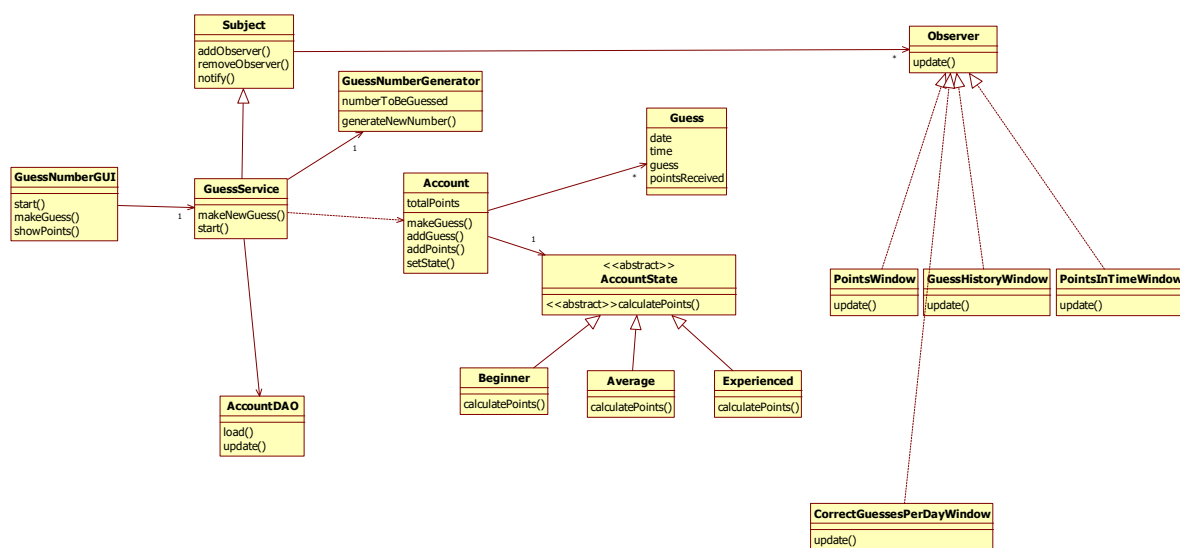 Subject
addObserver()
removeObserver()
notify()
Observer
update()
*
GuessNumberGenerator
numberToBeGuessed
generateNewNumber()
1
Guess
date
time
guess
pointsReceived
*
GuessNumberGUI
start()
makeGuess()
showPoints()
1
GuessService
makeNewGuess()
start()
Account
totalPoints
makeGuess()
addGuess()
addPoints()
setState()
1
<<abstract>>
AccountState
<<abstract>>calculatePoints()
PointsWindow
update()
GuessHistoryWindow
update()
PointsInTimeWindow
update()
Beginner
calculatePoints()
Average
calculatePoints()
Experienced
calculatePoints()
AccountDAO
load()
update()
CorrectGuessesPerDayWindow
update()